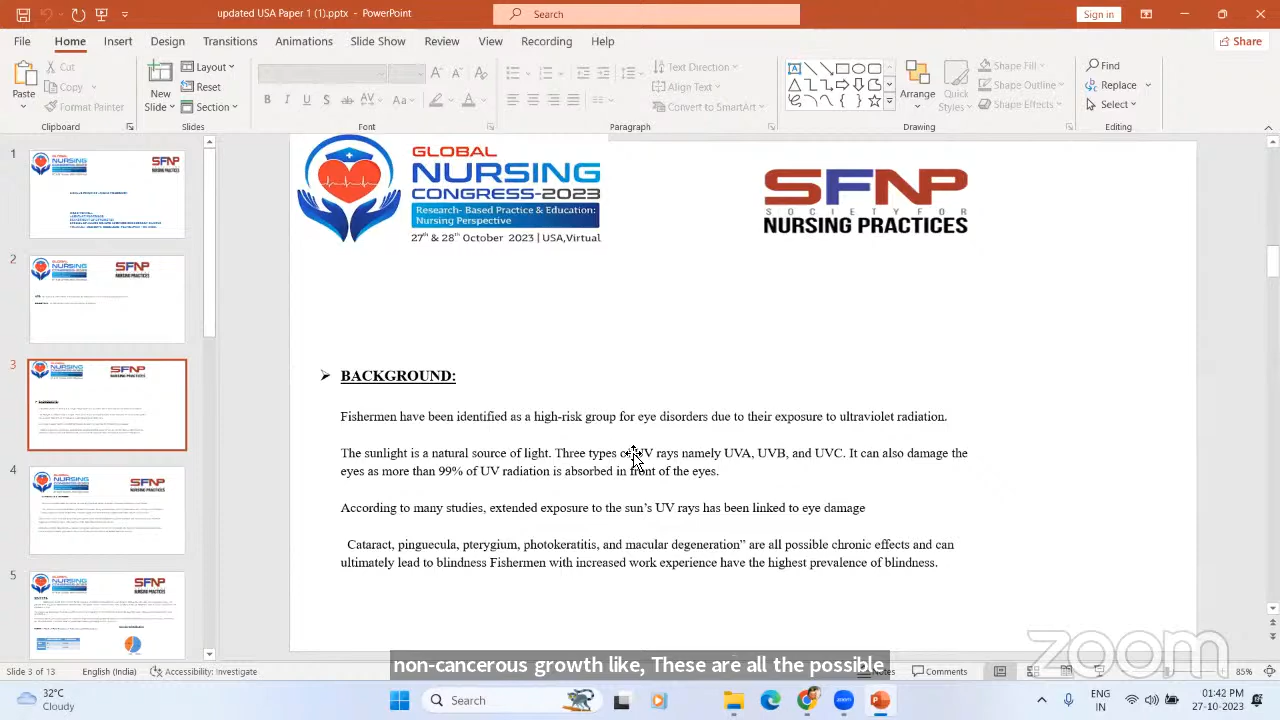 updated USA Paper 1 (1).pptx - PowerPoint
Search
Sign in
File Home Insert Design Transitions Animations Slide Show Review View Recording Help
Share
Paste
Cut
Copy
Format Printer
New
Slide
Layout
Reset
Section
Text Direction
Align Text
Convert to SmartArt
Arrange
Quick
Styles
Shape Fill
Shape Outline
Shape Effects
Find
Replace
Select
Clipboard
Slides
Font
Paragraph
Drawing
Editing
1
2
3
4
5
GLOBAL
NURSING
CONGRESS-2023
Research- Based Practice & Education:
Nursing Perspective
27th & 28th October 2023 | USA,Virtual
SFNP
SOCIETY FOR
NURSING PRACTICES
BACKGROUND:
Fishermen have been identified as a high-risk group for eye disorders due to their exposure to ultraviolet radiation.
The sunlight is a natural source of light. Three types of UV rays namely UVA, UVB, and UVC. It can also damage the
eyes as more than 99% of UV radiation is absorbed in front of the eyes.
According to many studies, extended exposure to the sun's UV rays has been linked to eye damage
Cataract, pinguecula, pterygium, photokeratitis, and macular degeneration” are all possible chronic effects and can
ultimately lead to blindness Fishermen with increased work experience have the highest prevalence of blindness.
zoom
non-cancerous growth like, These are all the possible
Slide 3 of 13
English (India)
Accessibility: Investigate
Notes
Comments
85%
32°C
Cloudy
Search
ENG
IN
01:42 PM
27-10-2023